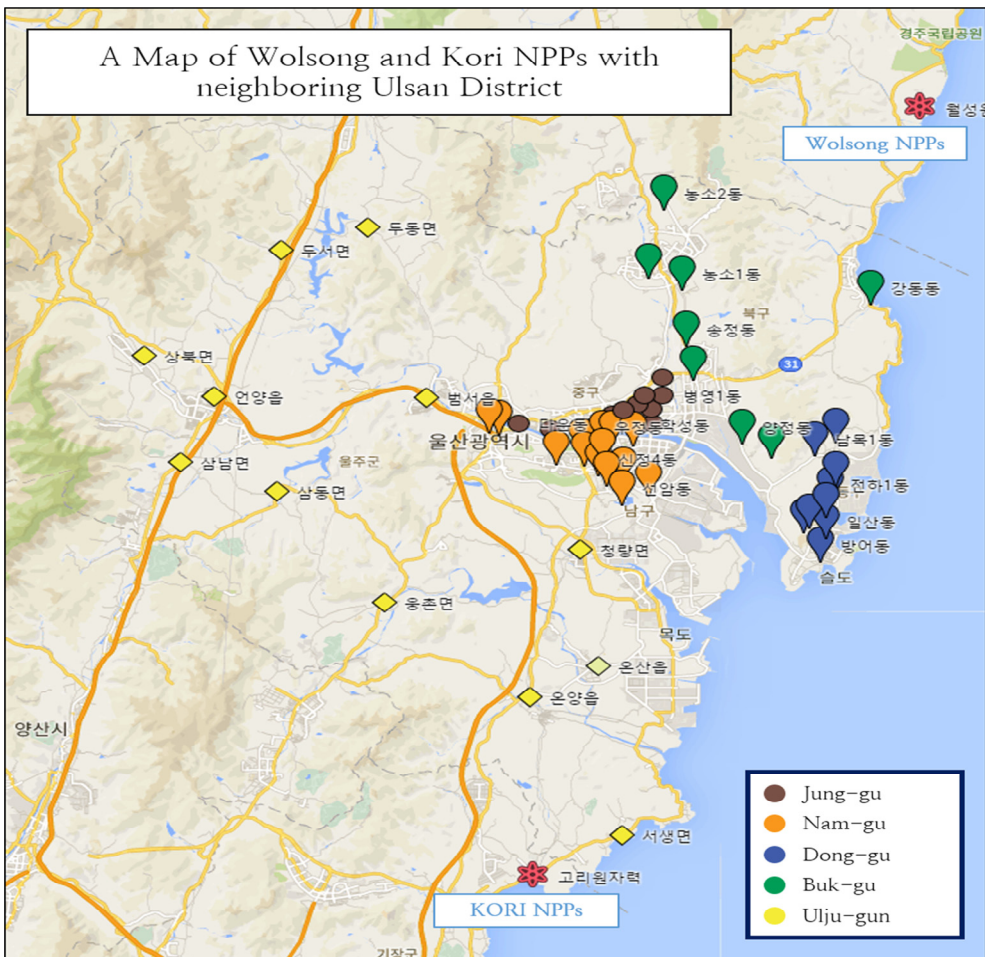 A Map of Wolsong and Kori NPPs with
neighboring Ulsan District
경주국립공원
월성원
Wolsong NPPs
농소2동
두동면
두서면
농소1동
강동동
북구
송정동
상북면
31
중구
언양읍
범서읍
병영1동
유정동
학성동
양정동
남목1동
울산광역시
울주군
삼남면
신정4동
삼동면
선암동
전하1동
남구
일산동
방어동
청량면
슬도
웅촌면
목도
온산읍
온양읍
양산시
서생면
고리원자력
KORI NPPs
기장군
Jung-gu
Nam-gu
Dong-gu
Buk-gu
Ulju-gun